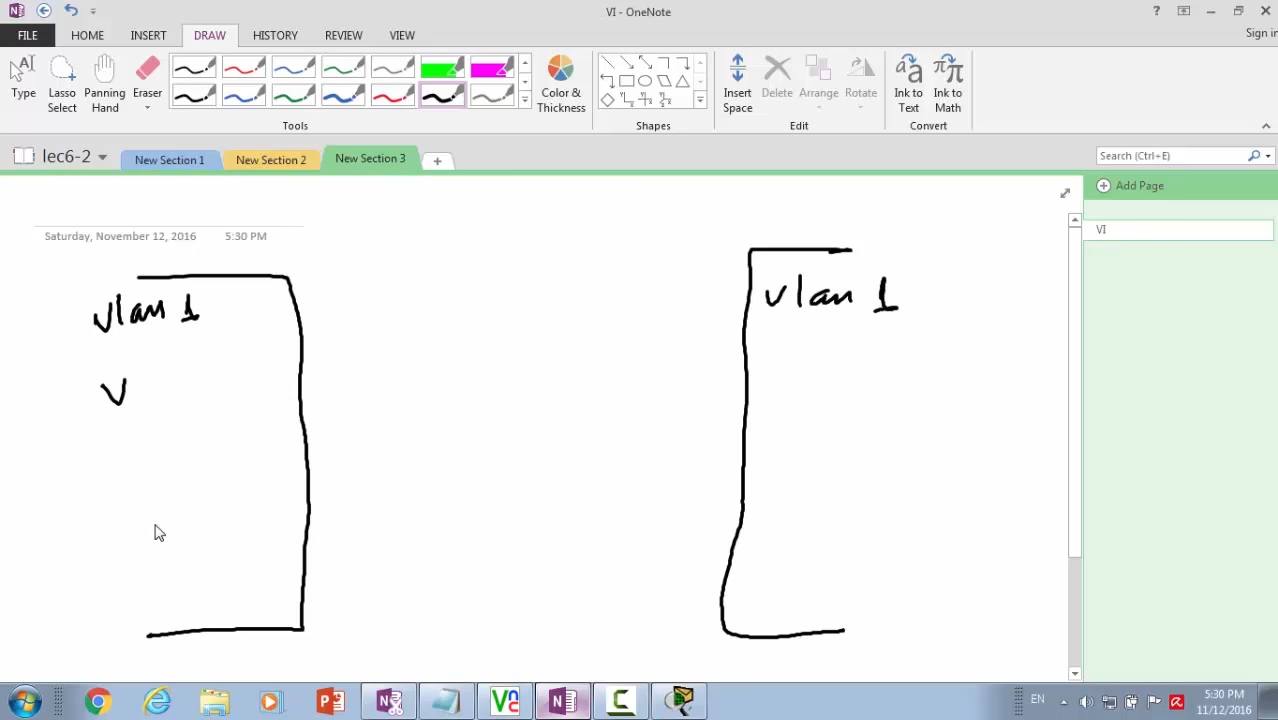 VI - OneNote
? 
Sign in
FILE HOME INSERT DRAW HISTORY REVIEW VIEW
Type
Lasso Select
Panning Hand
Eraser
Color & Thickness
Insert Space
Delete
Arrange
Rotate
Ink to Text
Ink to Math
Tools
Shapes
Edit
Convert
lec6-2 New Section 1 New Section 2 New Section 3
Search (Ctrl+E)
Add Page
VI
Saturday, November 12, 2016 5:30 PM
vlan 1
vlan 1
v
EN
5:30 PM
11/12/2016